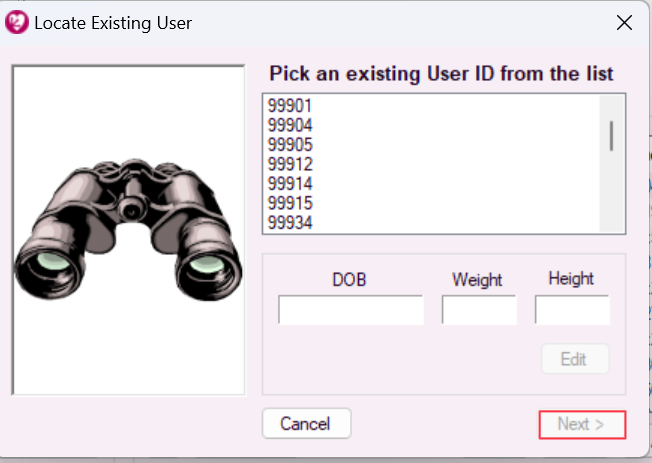 Locate Existing User
Pick an existing User ID from the list
99901
99904
99905
99912
99914
99915
99934
DOB Weight Height
Edit
Cancel Next >